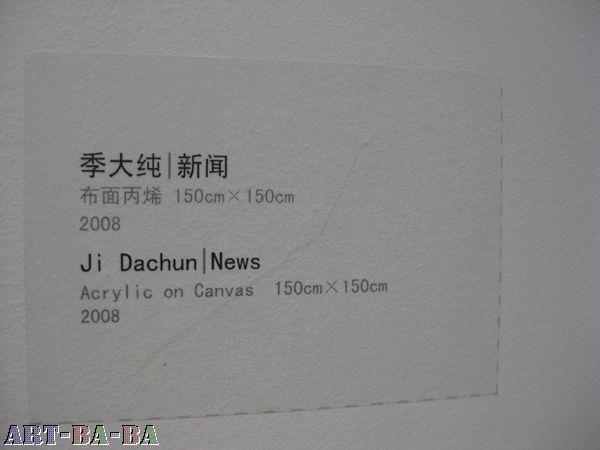 季大纯|新闻
布面丙烯 150cm×150cm
2008
Ji Dachun|News
Acrylic on Canvas 150cm×150cm
2008
ART-BA-BA